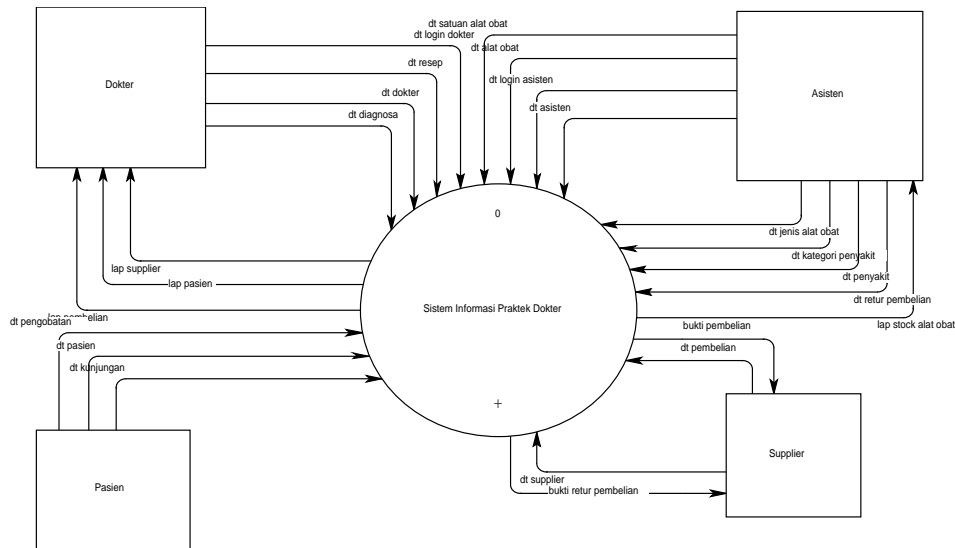 dt satuan alat obat
dt login dokter
dt alat obat
dt resep
dt login asisten
Dokter
Asisten
dt dokter
dt asisten
dt diagnosa
0
dt jenis alat obat
dt kategori penyakit
lap supplier
dt penyakit
lap pasien
dt retur pembelian
Sistem Informasi Praktek Dokter
lap pembelian
dt pengobatan
bukti pembelian
lap stock alat obat
dt pasien
dt pembelian
dt kunjungan
+
Supplier
dt supplier
Pasien
bukti retur pembelian